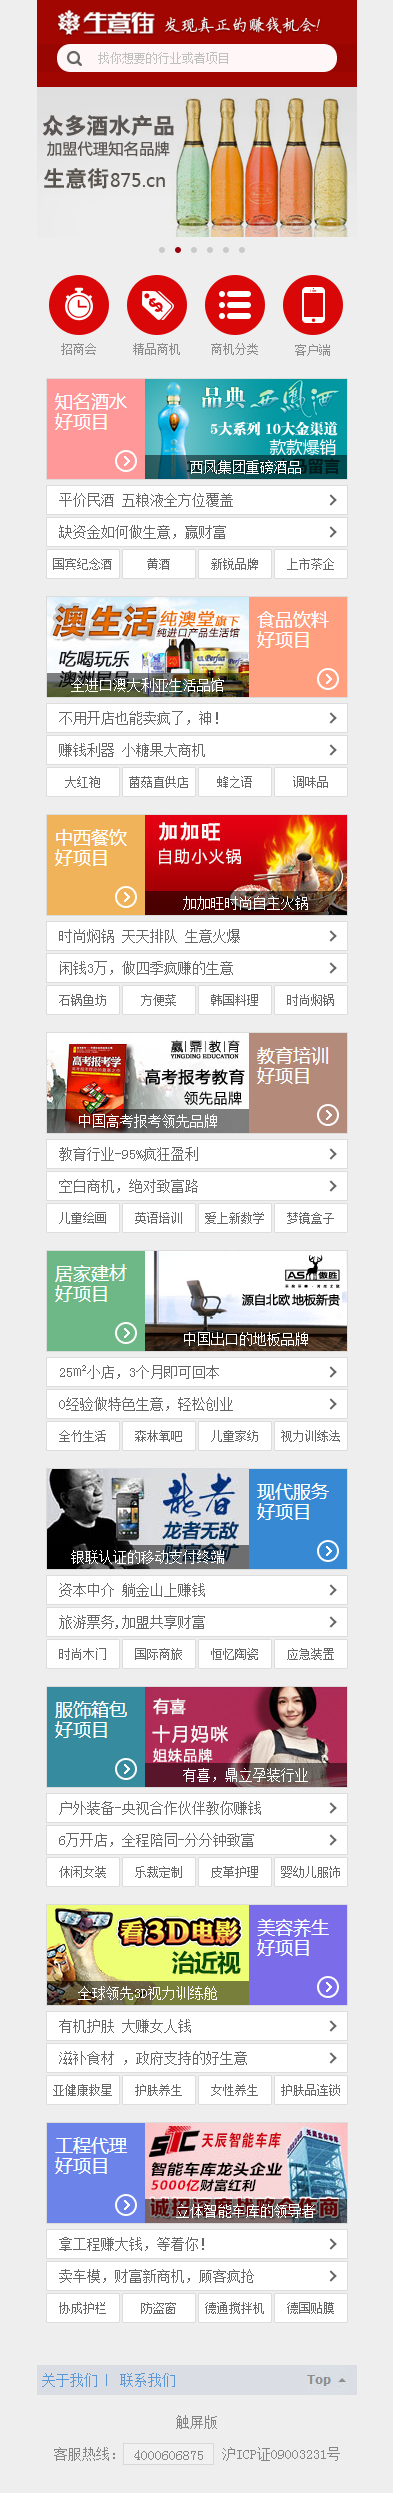 生意街 发现真正的赚钱机会!
找你想要的行业或者项目
众多酒水产品
加盟代理知名品牌
生意街875.cn
招商会 精品商机 商机分类 客户端
知名酒水
好项目
品典 西凤酒
5大系列 10大金渠道
款款爆销
西凤集团重磅酒品
平价民酒 五粮液全方位覆盖
缺资金如何做生意，赢财富
国宾纪念酒 黄酒 新锐品牌 上市茶企
澳生活 纯澳堂旗下
纯进口产品生活馆
吃喝玩乐
全进口澳大利亚生活品馆
食品饮料
好项目
不用开店也能卖疯了，神!
赚钱利器 小糖果大商机
大红袍 菌菇直供店 蜂之语 调味品
中西餐饮
好项目
加加旺
自助小火锅
加加旺时尚自主火锅
时尚焖锅 天天排队 生意火爆
闲钱3万，做四季疯赚的生意
石锅鱼坊 方便菜 韩国料理 时尚焖锅
高考报考学
赢鼎教育
YINGDING EDUCATION
高考报考教育
领先品牌
中国高考报考领先品牌
教育培训
好项目
教育行业-95%疯狂盈利
空白商机，绝对致富路
儿童绘画 英语培训 爱上新数学 梦镜盒子
居家建材
好项目
AS 傲胜
源自北欧 地板新贵
中国出口的地板品牌
25m²小店，3个月即可回本
0经验做特色生意，轻松创业
全竹生活 森林氧吧 儿童家纺 视力训练法
龙者
龙者无敌
财富金矿
银联认证的移动支付终端
现代服务
好项目
资本中介 躺金山上赚钱
旅游票务,加盟共享财富
时尚木门 国际商旅 恒忆陶瓷 应急装置
服饰箱包
好项目
有喜
十月妈咪
姐妹品牌
有喜，鼎立孕装行业
户外装备-央视合作伙伴教你赚钱
6万开店，全程陪同-分分钟致富
休闲女装 乐裁定制 皮革护理 婴幼儿服饰
看3D电影
治近视
全球领先3D视力训练舱
美容养生
好项目
有机护肤 大赚女人钱
滋补食材 ，政府支持的好生意
亚健康救星 护肤养生 女性养生 护肤品连锁
工程代理
好项目
STC 天辰智能车库
智能车库龙头企业
5000亿财富红利
立体智能车库的领导者
拿工程赚大钱，等着你!
卖车模，财富新商机，顾客疯抢
协成护栏 防盗窗 德通搅拌机 德国贴膜
关于我们 | 联系我们 Top
触屏版
客服热线: 4000606875 沪ICP证09003231号